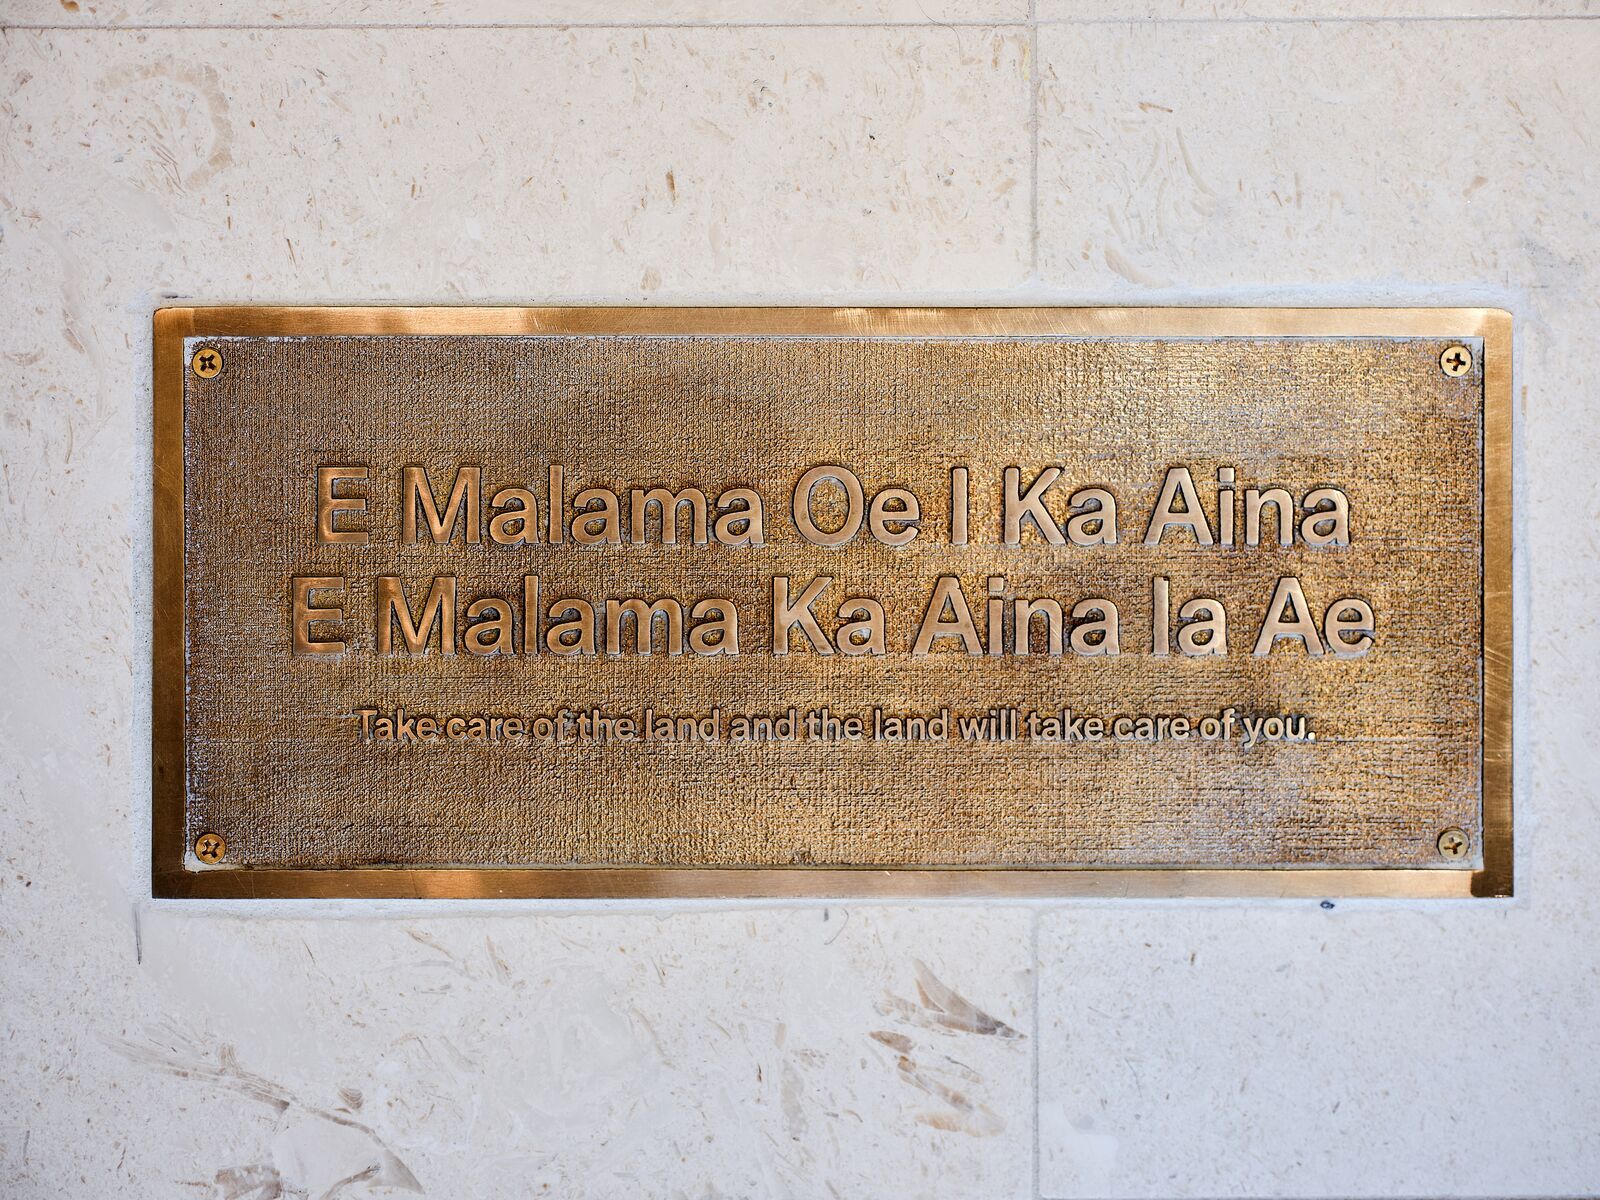 E Malama Oe I Ka Aina
E Malama Ka Aina Ia Ae
Take care of the land and the land will take care of you.